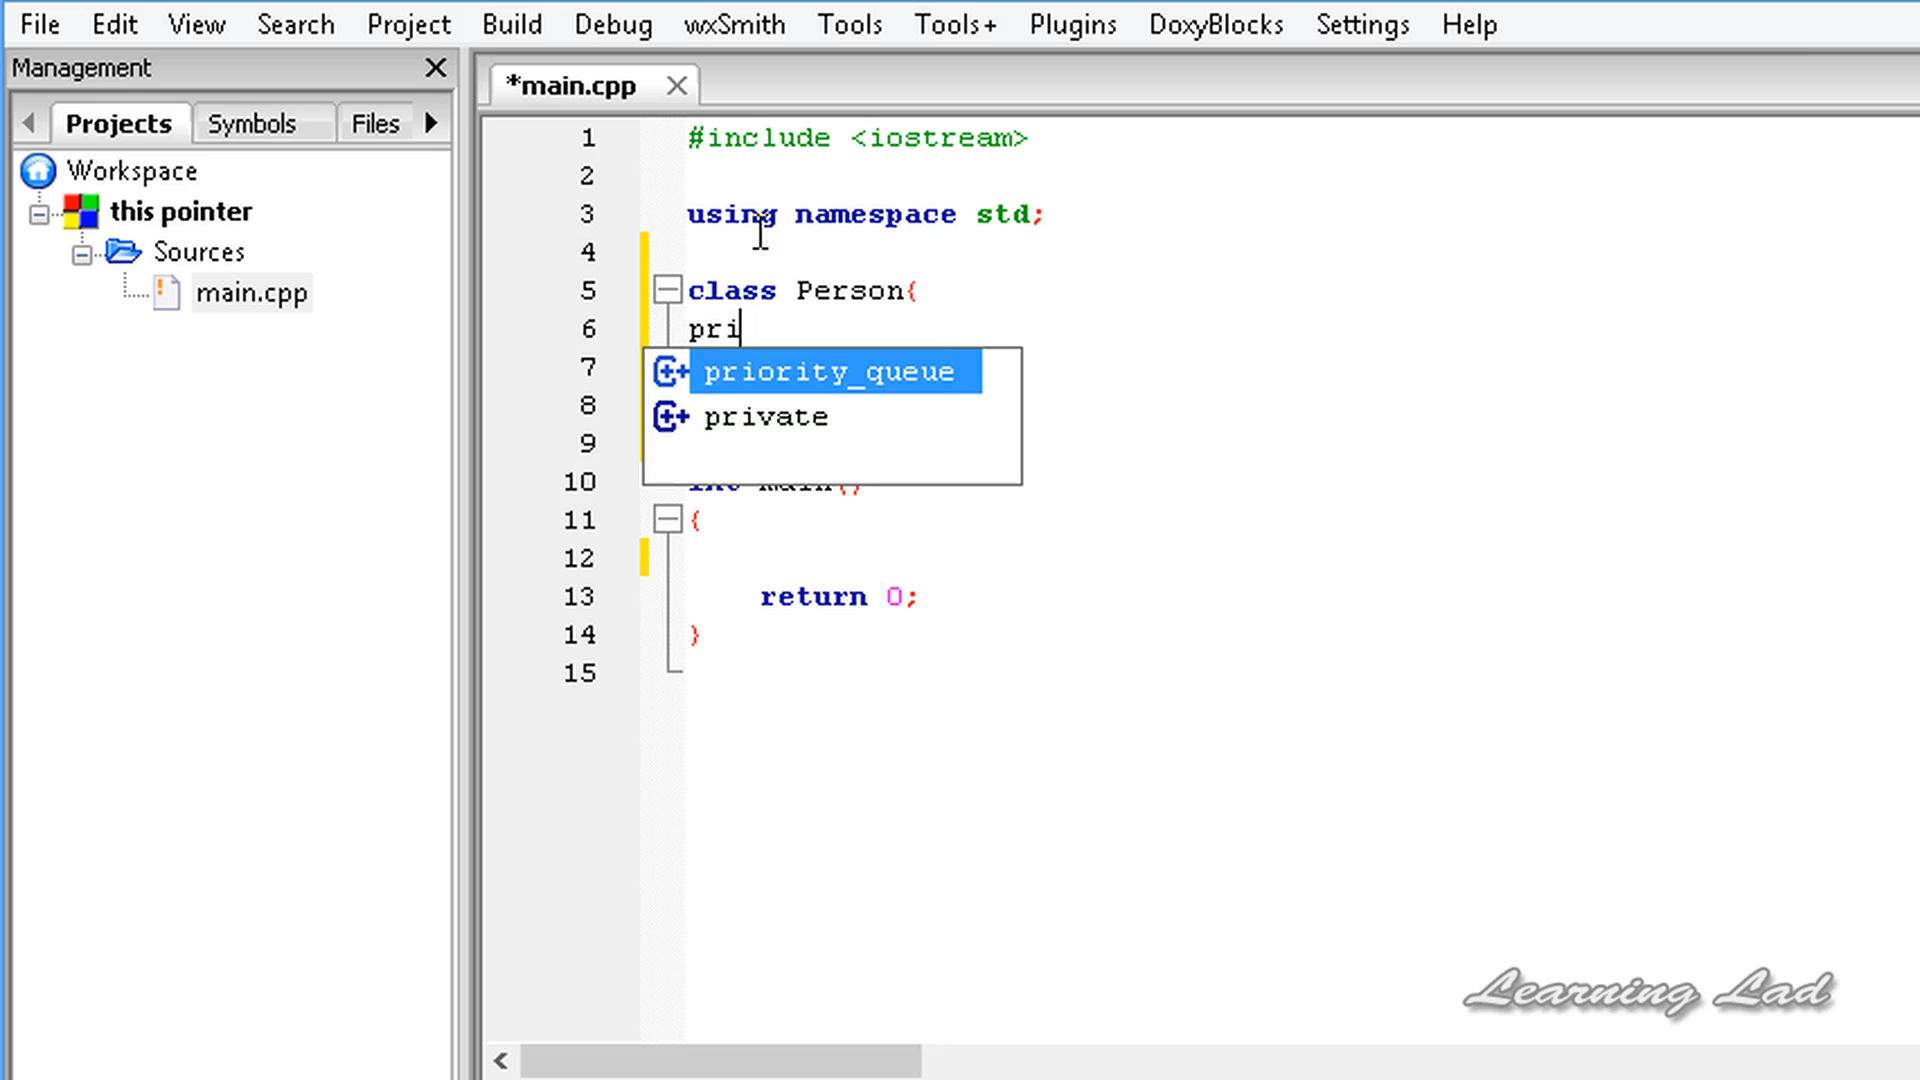 File Edit View Search Project Build Debug wxSmith Tools Tools+ Plugins DoxyBlocks Settings Help
Management
*main.cpp
Projects Symbols Files
Workspace
this pointer
Sources
main.cpp
1 #include <iostream>
2
3 using namespace std;
4
5 class Person{
6 pri
7 priority_queue
8 private
9
10 int main()
11 {
12
13 return 0;
14 }
15
Learning Lad